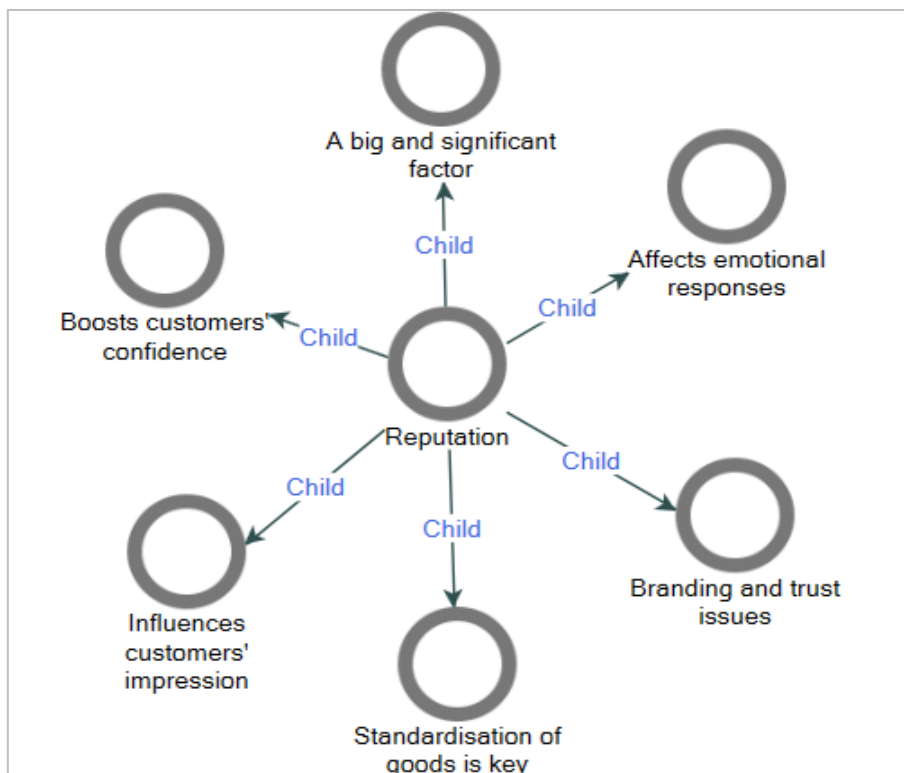 A big and significant
factor
Child
Affects emotional
responses
Child
Boosts customers'
confidence
Child
Reputation
Child
Branding and trust
issues
Child
Influences
customers'
impression
Child
Standardisation of
goods is key